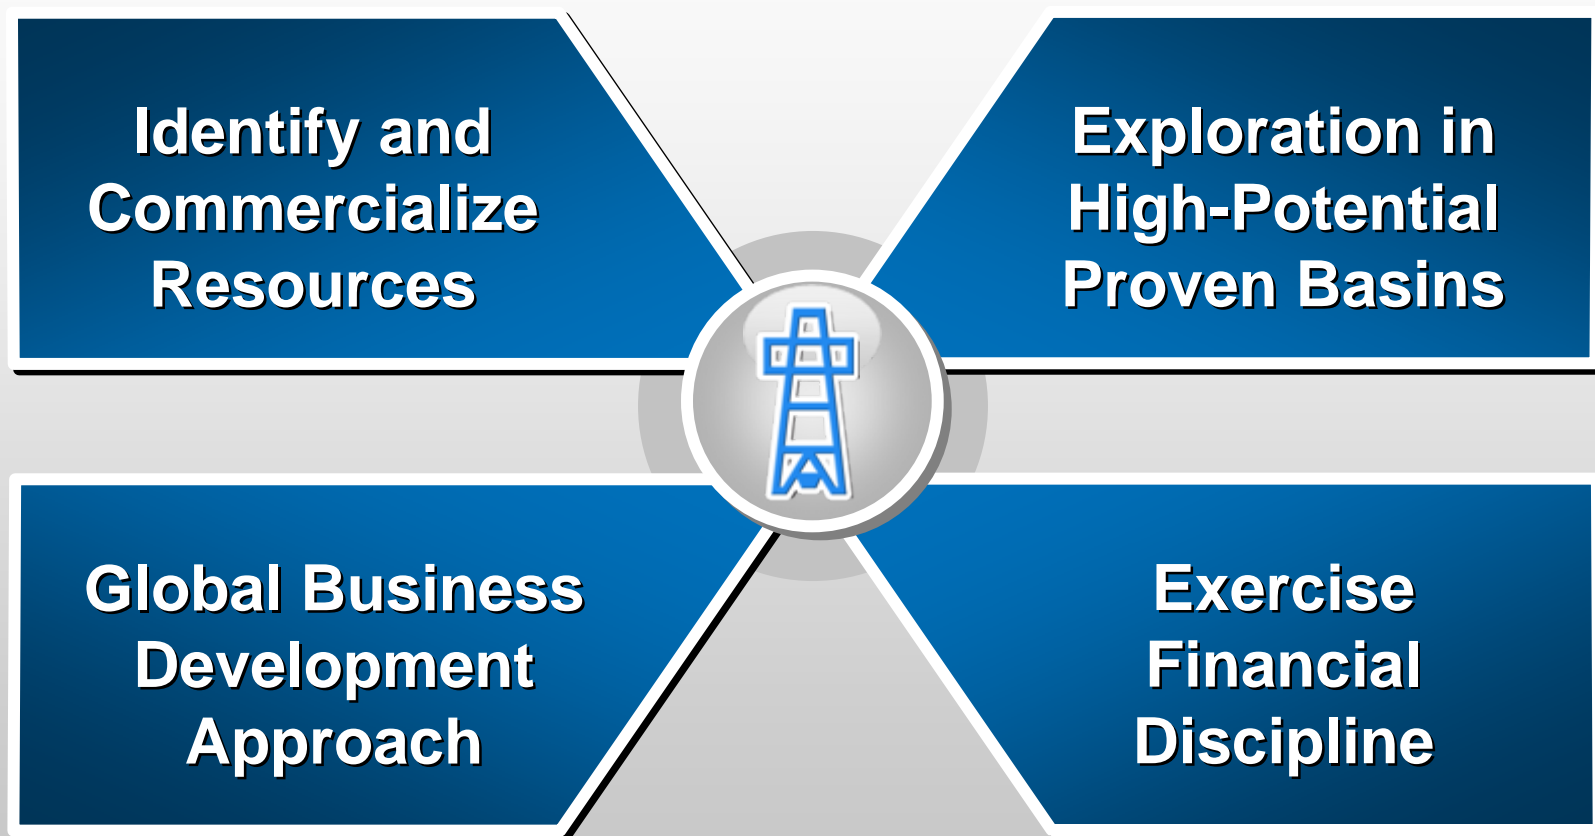 Identify and
Commercialize
Resources
Exploration in
High-Potential
Proven Basins
Global Business
Development
Approach
Exercise
Financial
Discipline